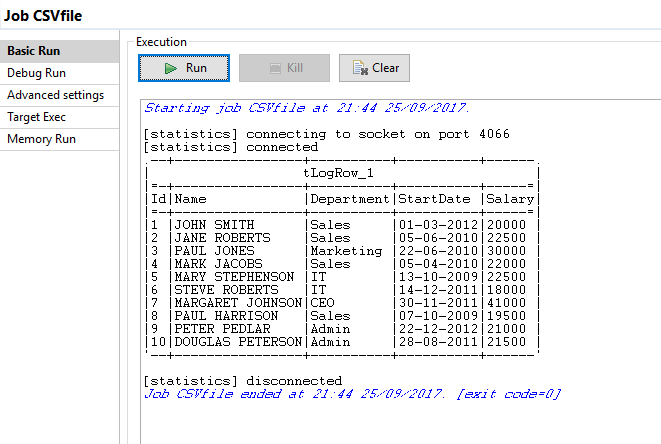 Job CSVfile
Basic Run
Debug Run
Advanced settings
Target Exec
Memory Run
Execution
Run
Kill
Clear
Starting job CSVfile at 21:44 25/09/2017.
[statistics] connecting to socket on port 4066
[statistics] connected
.--+-----------------+----------+----------+------.
|                    tLogRow_1                    |
|=-+-----------------+----------+----------+-----=|
|Id|Name             |Department|StartDate |Salary|
|=-+-----------------+----------+----------+-----=|
|1 |JOHN SMITH       |Sales     |01-03-2012|20000 |
|2 |JANE ROBERTS     |Sales     |05-06-2010|22500 |
|3 |PAUL JONES       |Marketing |22-06-2010|30000 |
|4 |MARK JACOBS      |Sales     |05-04-2010|22000 |
|5 |MARY STEPHENSON  |IT        |13-10-2009|22500 |
|6 |STEVE ROBERTS    |IT        |14-12-2011|18000 |
|7 |MARGARET JOHNSON|CEO       |30-11-2011|41000 |
|8 |PAUL HARRISON    |Sales     |07-10-2009|19500 |
|9 |PETER PEDLAR     |Admin     |22-12-2012|21000 |
|10|DOUGLAS PETERSON|Admin     |28-08-2011|21500 |
'--+-----------------+----------+----------+------'
[statistics] disconnected
Job CSVfile ended at 21:44 25/09/2017. [exit code=0]